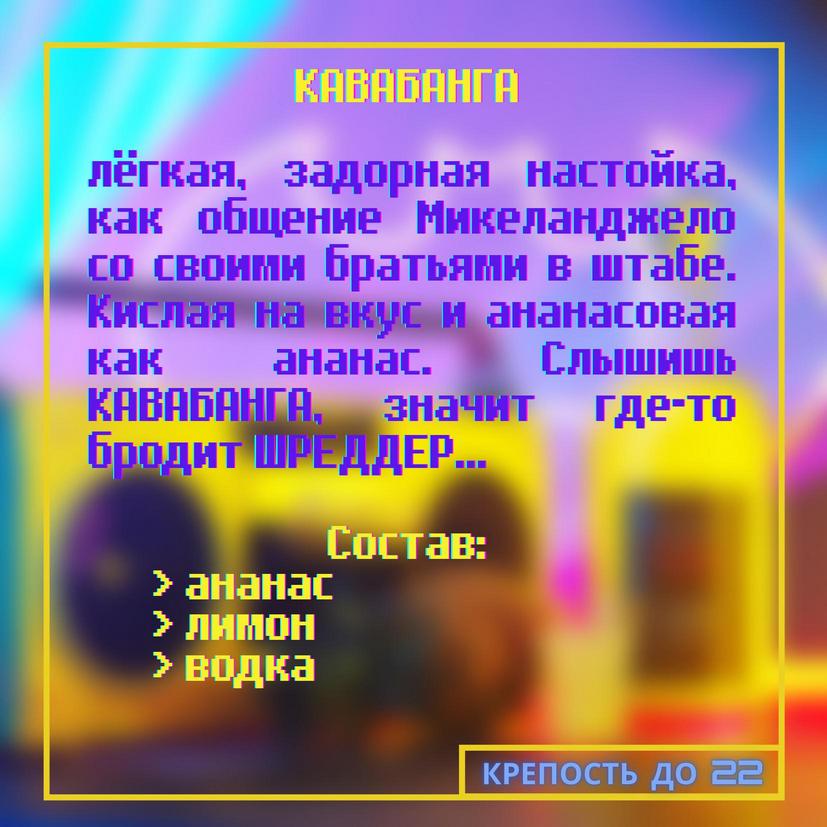 КАВАБАНГА
лёгкая, задорная настойка,
как общение Микеланджело
со своими братьями в штабе.
Кислая на вкус и ананасовая
как ананас. Слышишь
КАВАБАНГА, значит где-то
бродит ШРЕДДЕР...
Состав:
> ананас
> лимон
> водка
КРЕПОСТЬ ДО 22